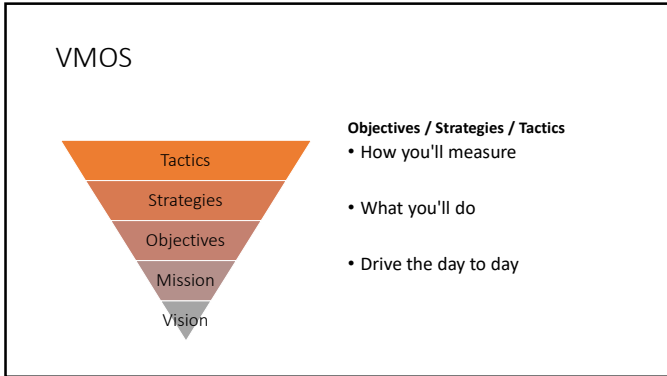 VMOS
Tactics
Strategies
Objectives
Mission
Vision
Objectives / Strategies / Tactics
• How you'll measure
• What you'll do
• Drive the day to day